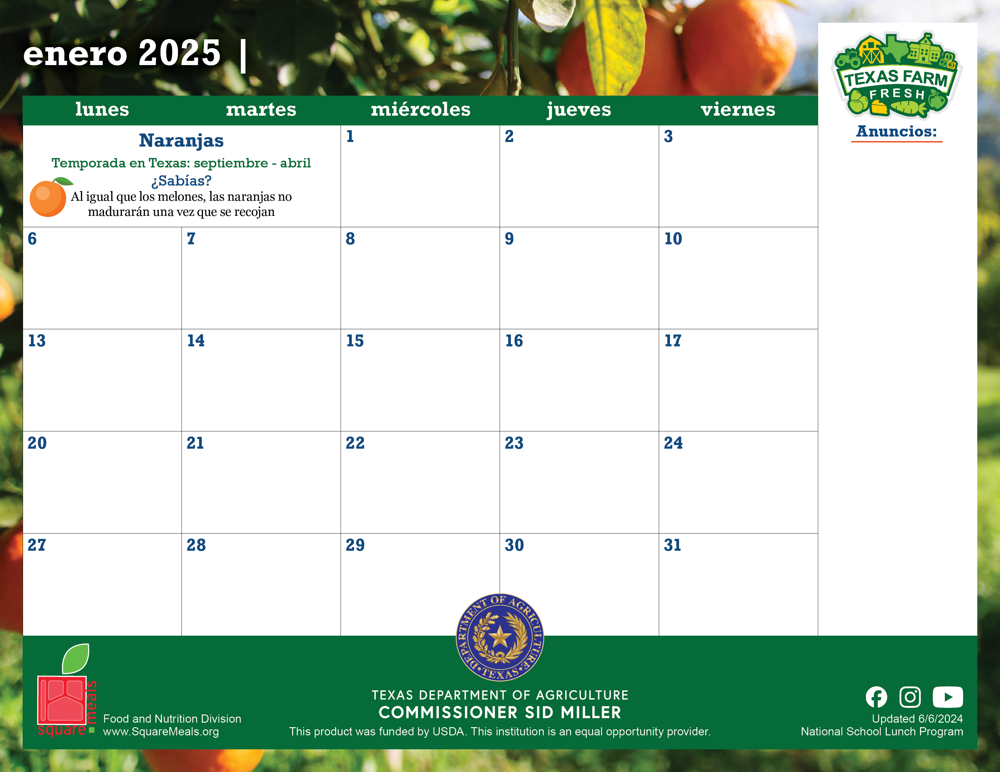 enero 2025 |
TEXAS FARM
FRESH
1
2
3
lunes martes miércoles jueves viernes
Anuncios:
Naranjas
Temporada en Texas: septiembre - abril
¿Sabías?
Al igual que los melones, las naranjas no
madurarán una vez que se recojan
1 2 3
6 7 8 9 10
13 14 15 16 17
20 21 22 23 24
27 28 29 30 31
DEPARTMENT OF AGRICULTURE
• TEXAS •
square meals
Food and Nutrition Division
www.SquareMeals.org
TEXAS DEPARTMENT OF AGRICULTURE
COMMISSIONER SID MILLER
This product was funded by USDA. This institution is an equal opportunity provider.
Updated 6/6/2024
National School Lunch Program